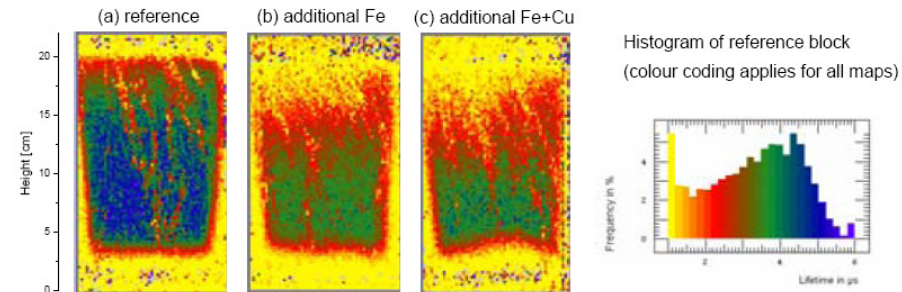 (a) reference
(b) additional Fe
(c) additional Fe+Cu
Height [cm]
20
15
10
5
0
Histogram of reference block
(colour coding applies for all maps)
Frequency in %
4
2
0
2
4
6
Lifetime in µs